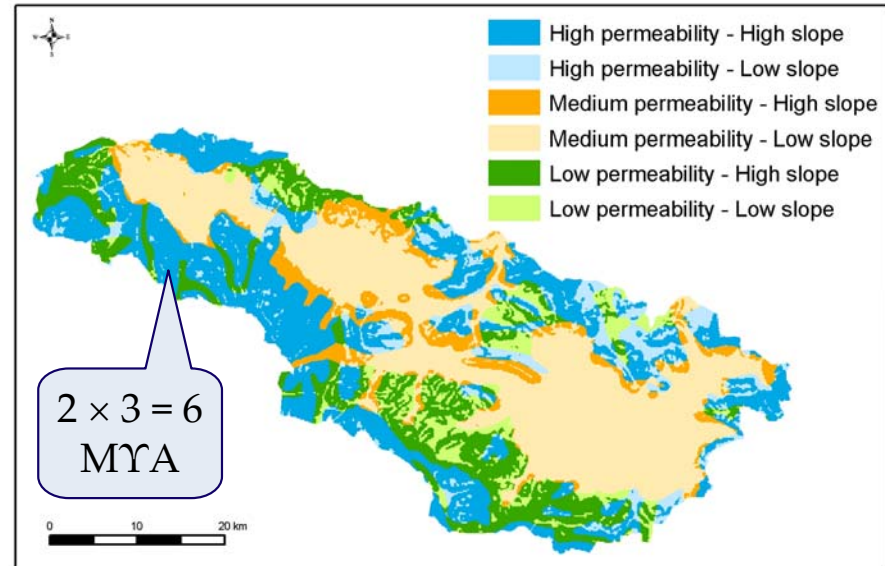 N
W
E
S
High permeability - High slope
High permeability - Low slope
Medium permeability - High slope
Medium permeability - Low slope
Low permeability - High slope
Low permeability - Low slope
2 × 3 = 6
ΜΥΑ
0 10 20 km